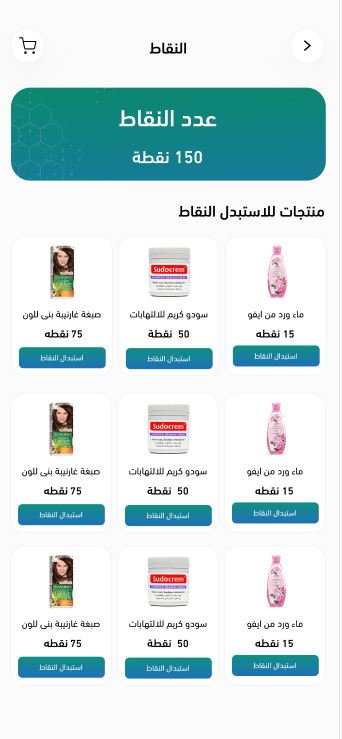 النقاط
عدد النقاط
150 نقطة
منتجات للاستبدل النقاط
Sudocrem
ماء ورد من ايفو
سودو كريم للالتهابات
صبغة غارنيية بنى للون
15 نقطه
50 نقطة
75 نقطه
استبدال النقاط
استبدال النقاط
استبدال النقاط
Sudocrem
ماء ورد من ايفو
سودو كريم للالتهابات
صبغة غارنيية بنى للون
15 نقطه
50 نقطة
75 نقطه
استبدال النقاط
استبدال النقاط
استبدال النقاط
Sudocrem
ماء ورد من ايفو
سودو كريم للالتهابات
صبغة غارنيية بنى للون
15 نقطه
50 نقطة
75 نقطه
استبدال النقاط
استبدال النقاط
استبدال النقاط